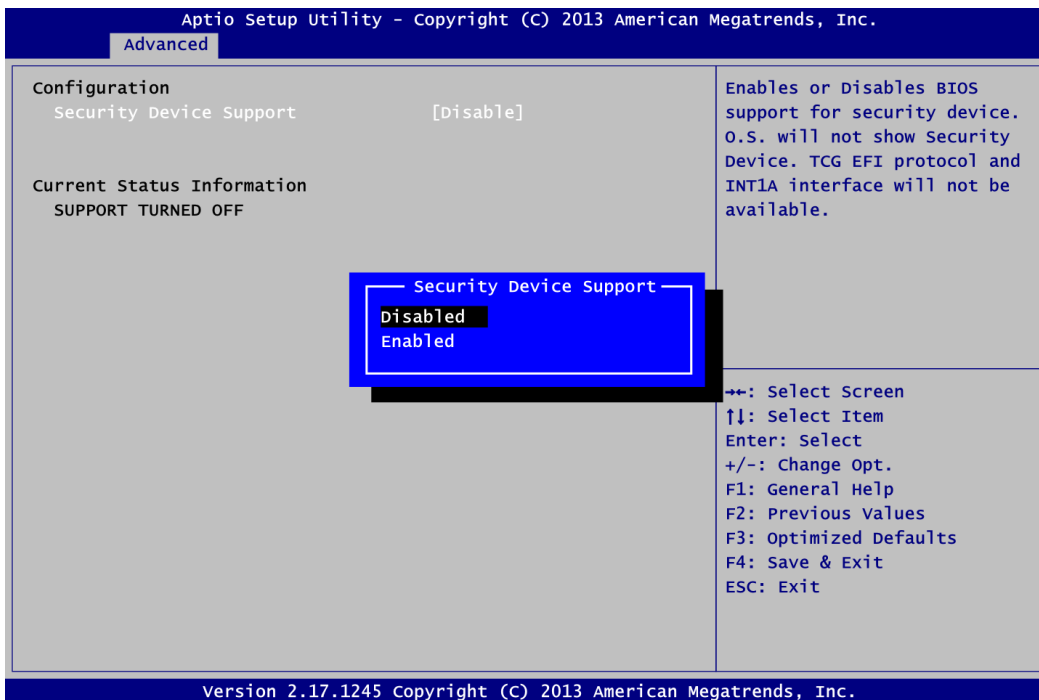 Aptio Setup Utility - Copyright (C) 2013 American Megatrends, Inc.
Advanced
Configuration
Security Device Support [Disable]
Current Status Information
SUPPORT TURNED OFF
Security Device Support
Disabled
Enabled
Enables or Disables BIOS
support for security device.
O.S. will not show Security
Device. TCG EFI protocol and
INT1A interface will not be
available.
→←: Select Screen
↑↓: Select Item
Enter: Select
+/-: Change Opt.
F1: General Help
F2: Previous Values
F3: Optimized Defaults
F4: Save & Exit
ESC: Exit
Version 2.17.1245 Copyright (C) 2013 American Megatrends, Inc.